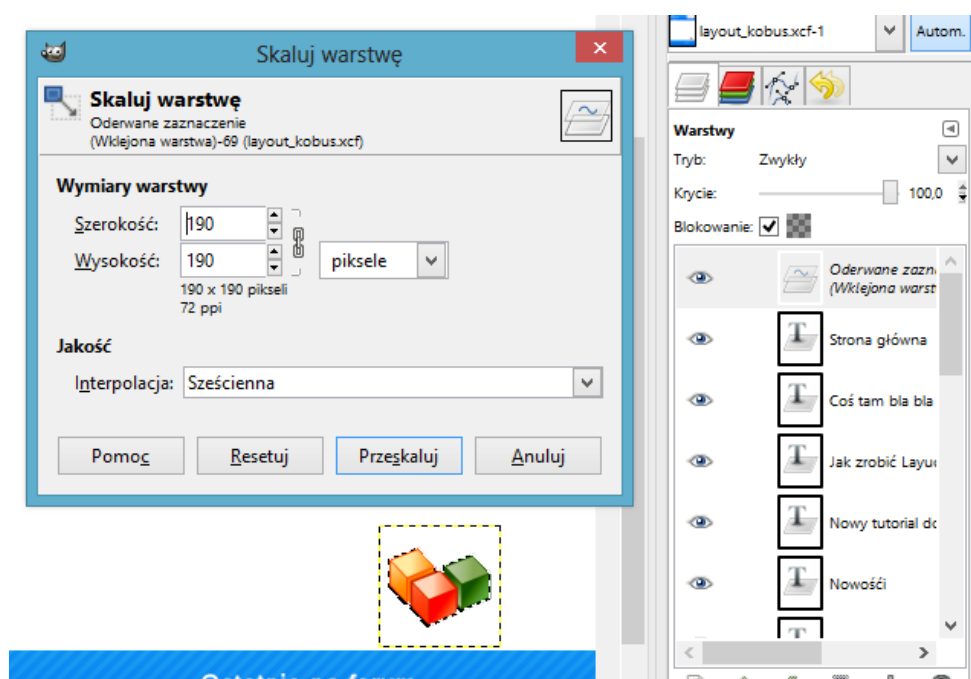 layout_kobus.xcf-1
Autom.
Skaluj warstwę
Skaluj warstwę
Oderwane zaznaczenie
(Wklejona warstwa)-69 (layout_kobus.xcf)
Wymiary warstwy
Szerokość: 190
Wysokość: 190 piksele
190 x 190 pikseli
72 ppi
Jakość
Interpolacja: Sześcienna
Pomoc Resetuj Przeskaluj Anuluj
Warstwy
Tryb: Zwykły
Krycie: 100,0
Blokowanie:
Oderwane zazn
(Wklejona warst
Strona główna
Coś tam bla bla
Jak zrobić Layu
Nowy tutorial do
Nowośći